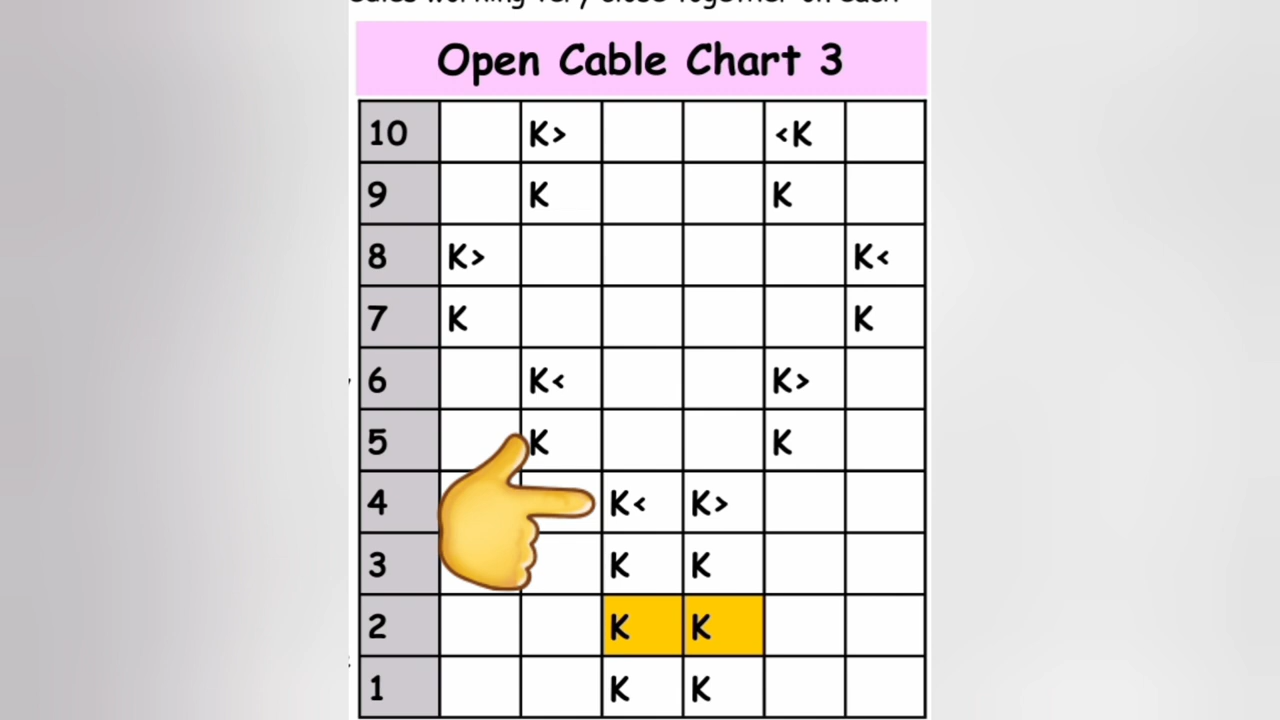 Open Cable Chart 3
10 K> <K
9 K K
8 K> K<
7 K K
6 K< K>
5 K K
4 K< K>
3 K K
2 K K
1 K K